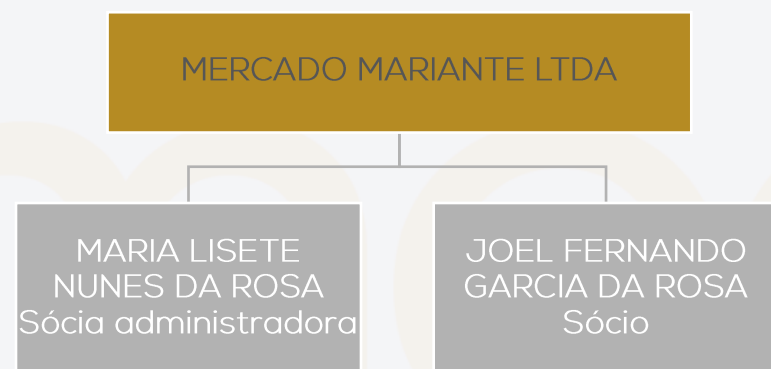 MERCADO MARIANTE LTDA
MARIA LISETE
NUNES DA ROSA
Sócia administradora
JOEL FERNANDO
GARCIA DA ROSA
Sócio